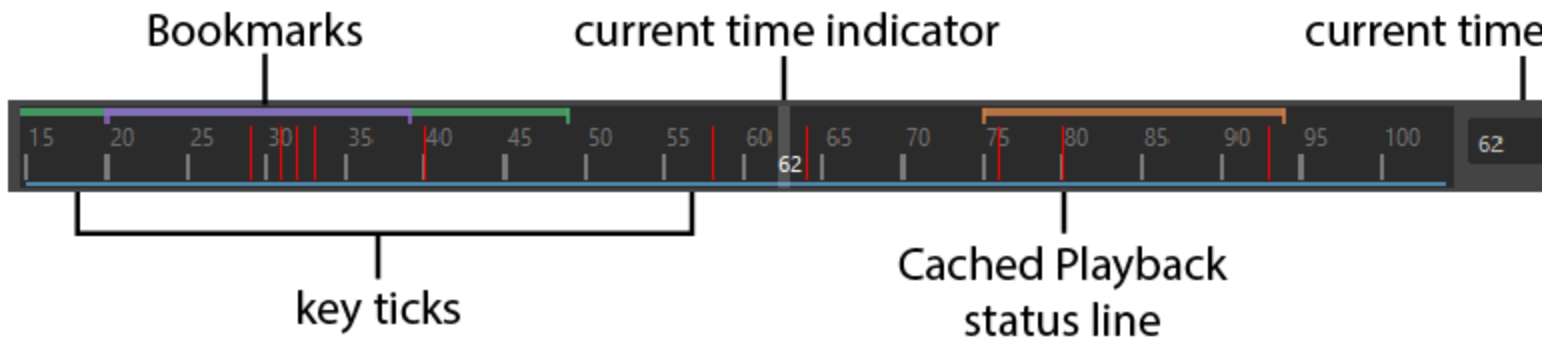 Bookmarks current time indicator current time
15 20 25 30 35 40 45 50 55 60 65 70 75 80 85 90 95 100
62 62
key ticks
Cached Playback
status line